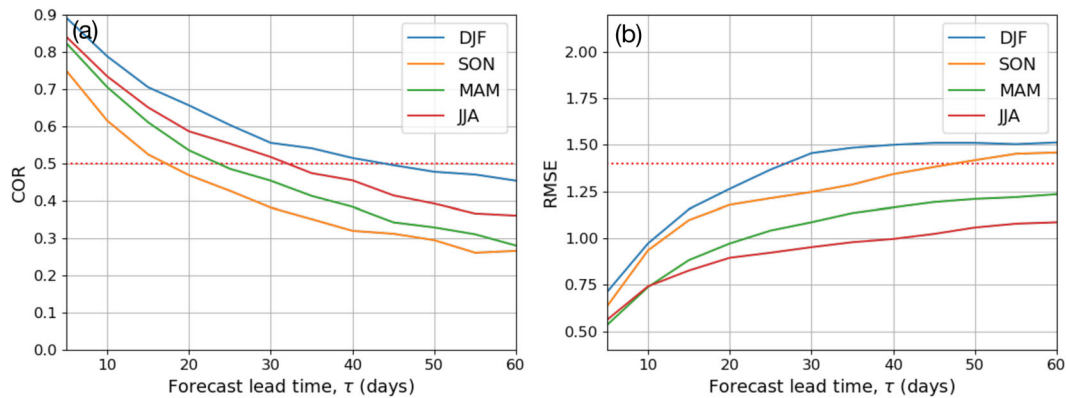 (a)
DJF
SON
MAM
JJA
COR
0.9
0.8
0.7
0.6
0.5
0.4
0.3
0.2
0.1
0.0
10 20 30 40 50 60
Forecast lead time, τ (days)
(b)
DJF
SON
MAM
JJA
RMSE
2.00
1.75
1.50
1.25
1.00
0.75
0.50
10 20 30 40 50 60
Forecast lead time, τ (days)